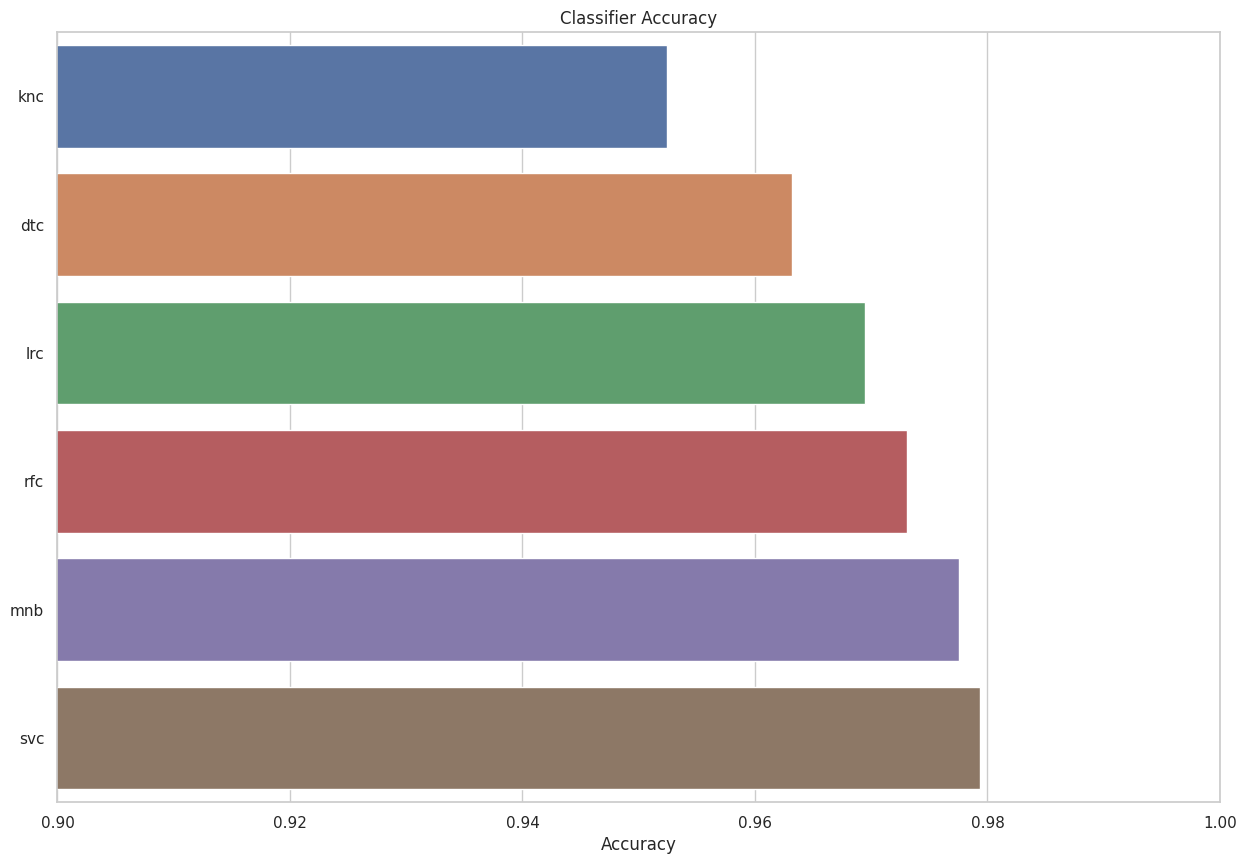 Classifier Accuracy
knc
dtc
lrc
rfc
mnb
svc
0.90 0.92 0.94 0.96 0.98 1.00
Accuracy